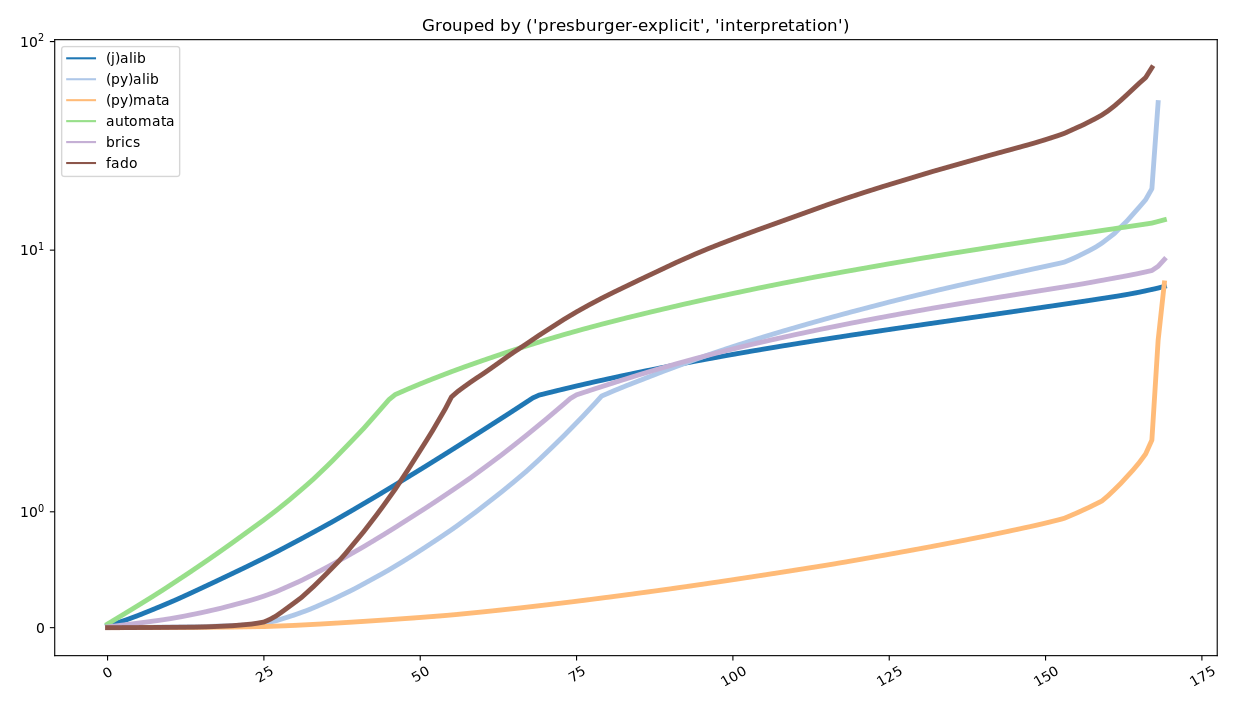 Grouped by ('presburger-explicit', 'interpretation')
10²
(j)alib
(py)alib
(py)mata
automata
brics
fado
10¹
10⁰
0
0 25 50 75 100 125 150 175